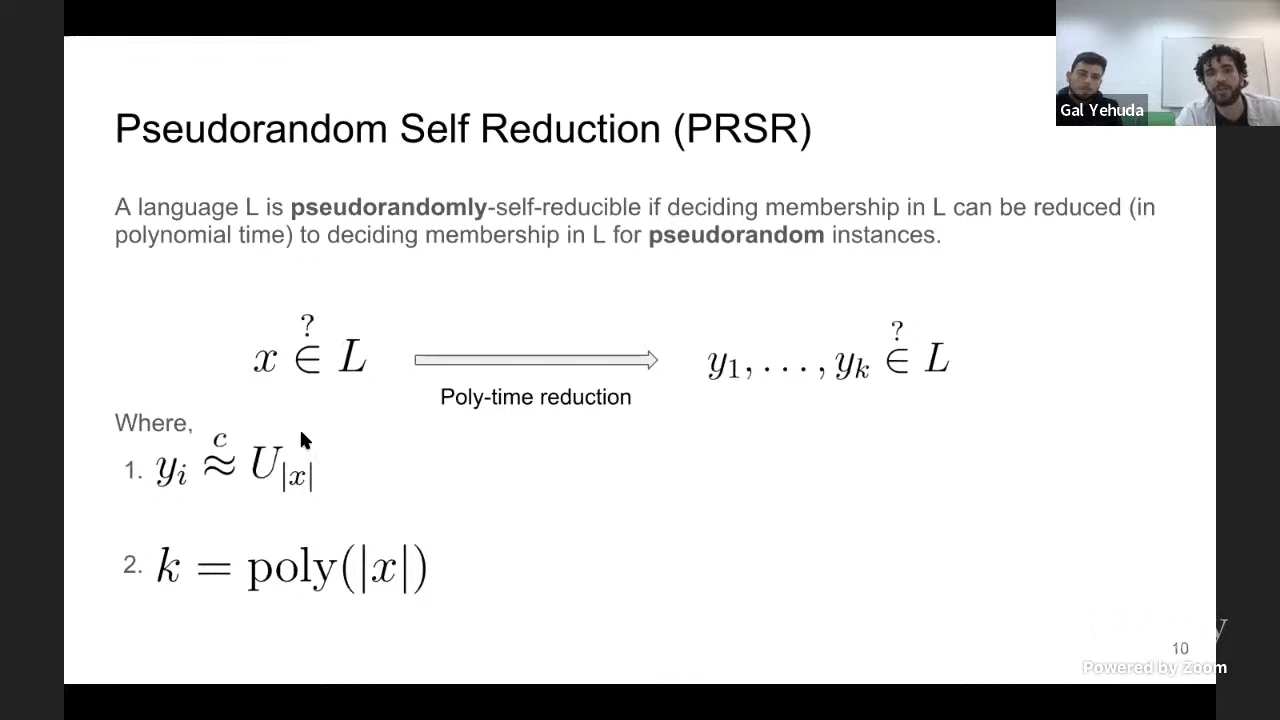 Gal Yehuda
Pseudorandom Self Reduction (PRSR)
A language L is pseudorandomly-self-reducible if deciding membership in L can be reduced (in
polynomial time) to deciding membership in L for pseudorandom instances.
x ∈? L
Poly-time reduction
y₁, . . . , yₖ ∈? L
Where,
1. yᵢ ≈ᶜ U_|x|
2. k = poly(|x|)
10
Powered by Zoom